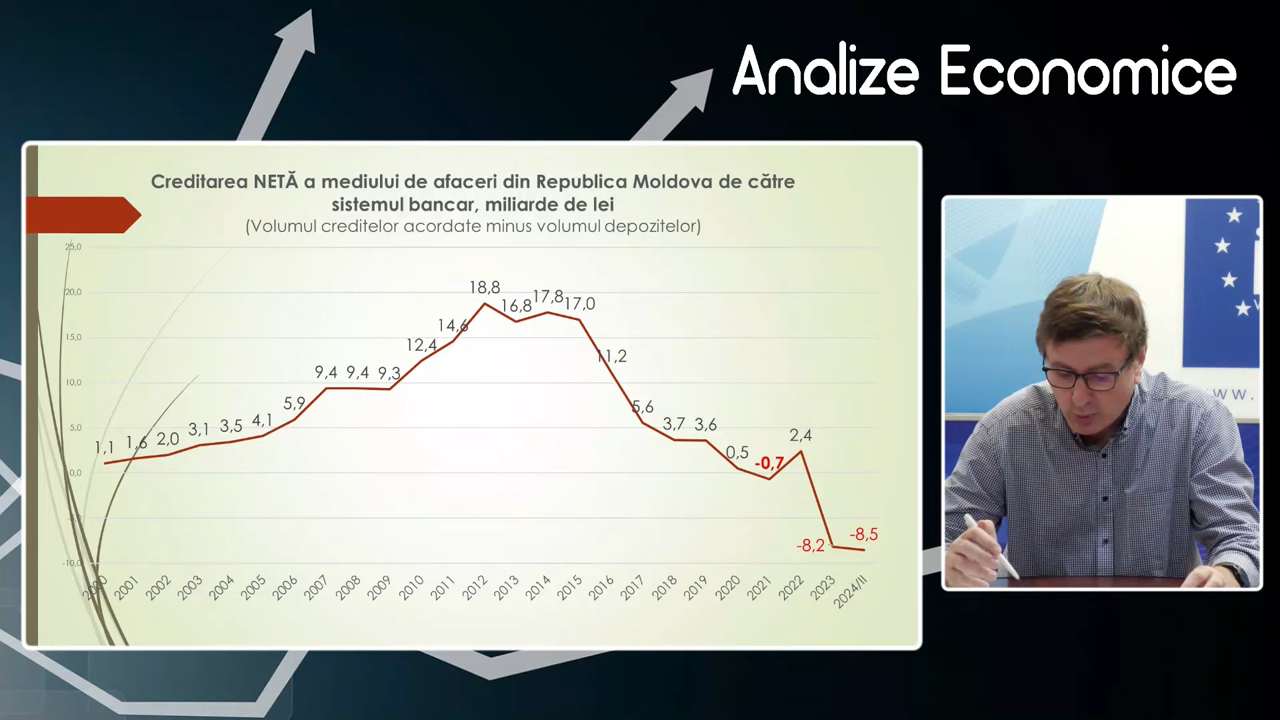 Analize Economice
Creditarea NETĂ a mediului de afaceri din Republica Moldova de către
sistemul bancar, miliarde de lei
(Volumul creditelor acordate minus volumul depozitelor)
25,0
20,0
15,0
10,0
5,0
0,0
-10,0
1,1 1,6 2,0 3,1 3,5 4,1 5,9 9,4 9,4 9,3 12,4 14,6 18,8 16,8 17,8 17,0 11,2 5,6 3,7 3,6 0,5 -0,7 2,4 -8,2 -8,5
2000 2001 2002 2003 2004 2005 2006 2007 2008 2009 2010 2011 2012 2013 2014 2015 2016 2017 2018 2019 2020 2021 2022 2023 2024/II
www.